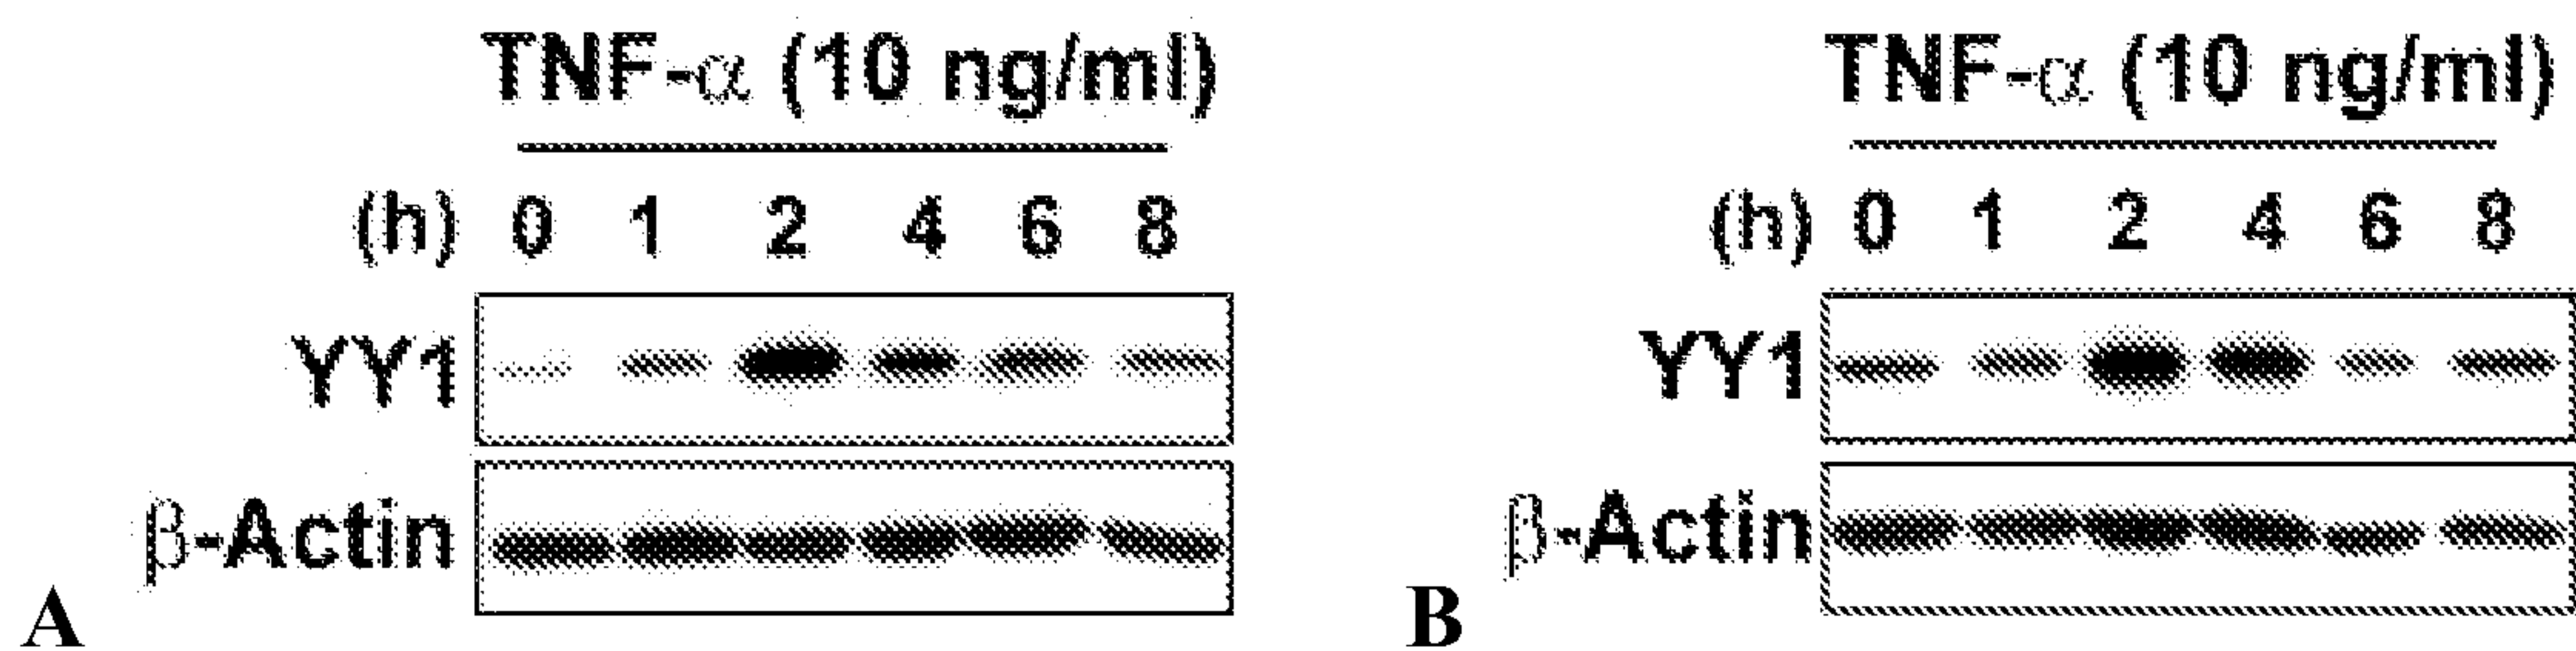 TNF-α (10 ng/ml)
(h) 0 1 2 4 6 8
YY1
β-Actin
A
TNF-α (10 ng/ml)
(h) 0 1 2 4 6 8
YY1
β-Actin
B